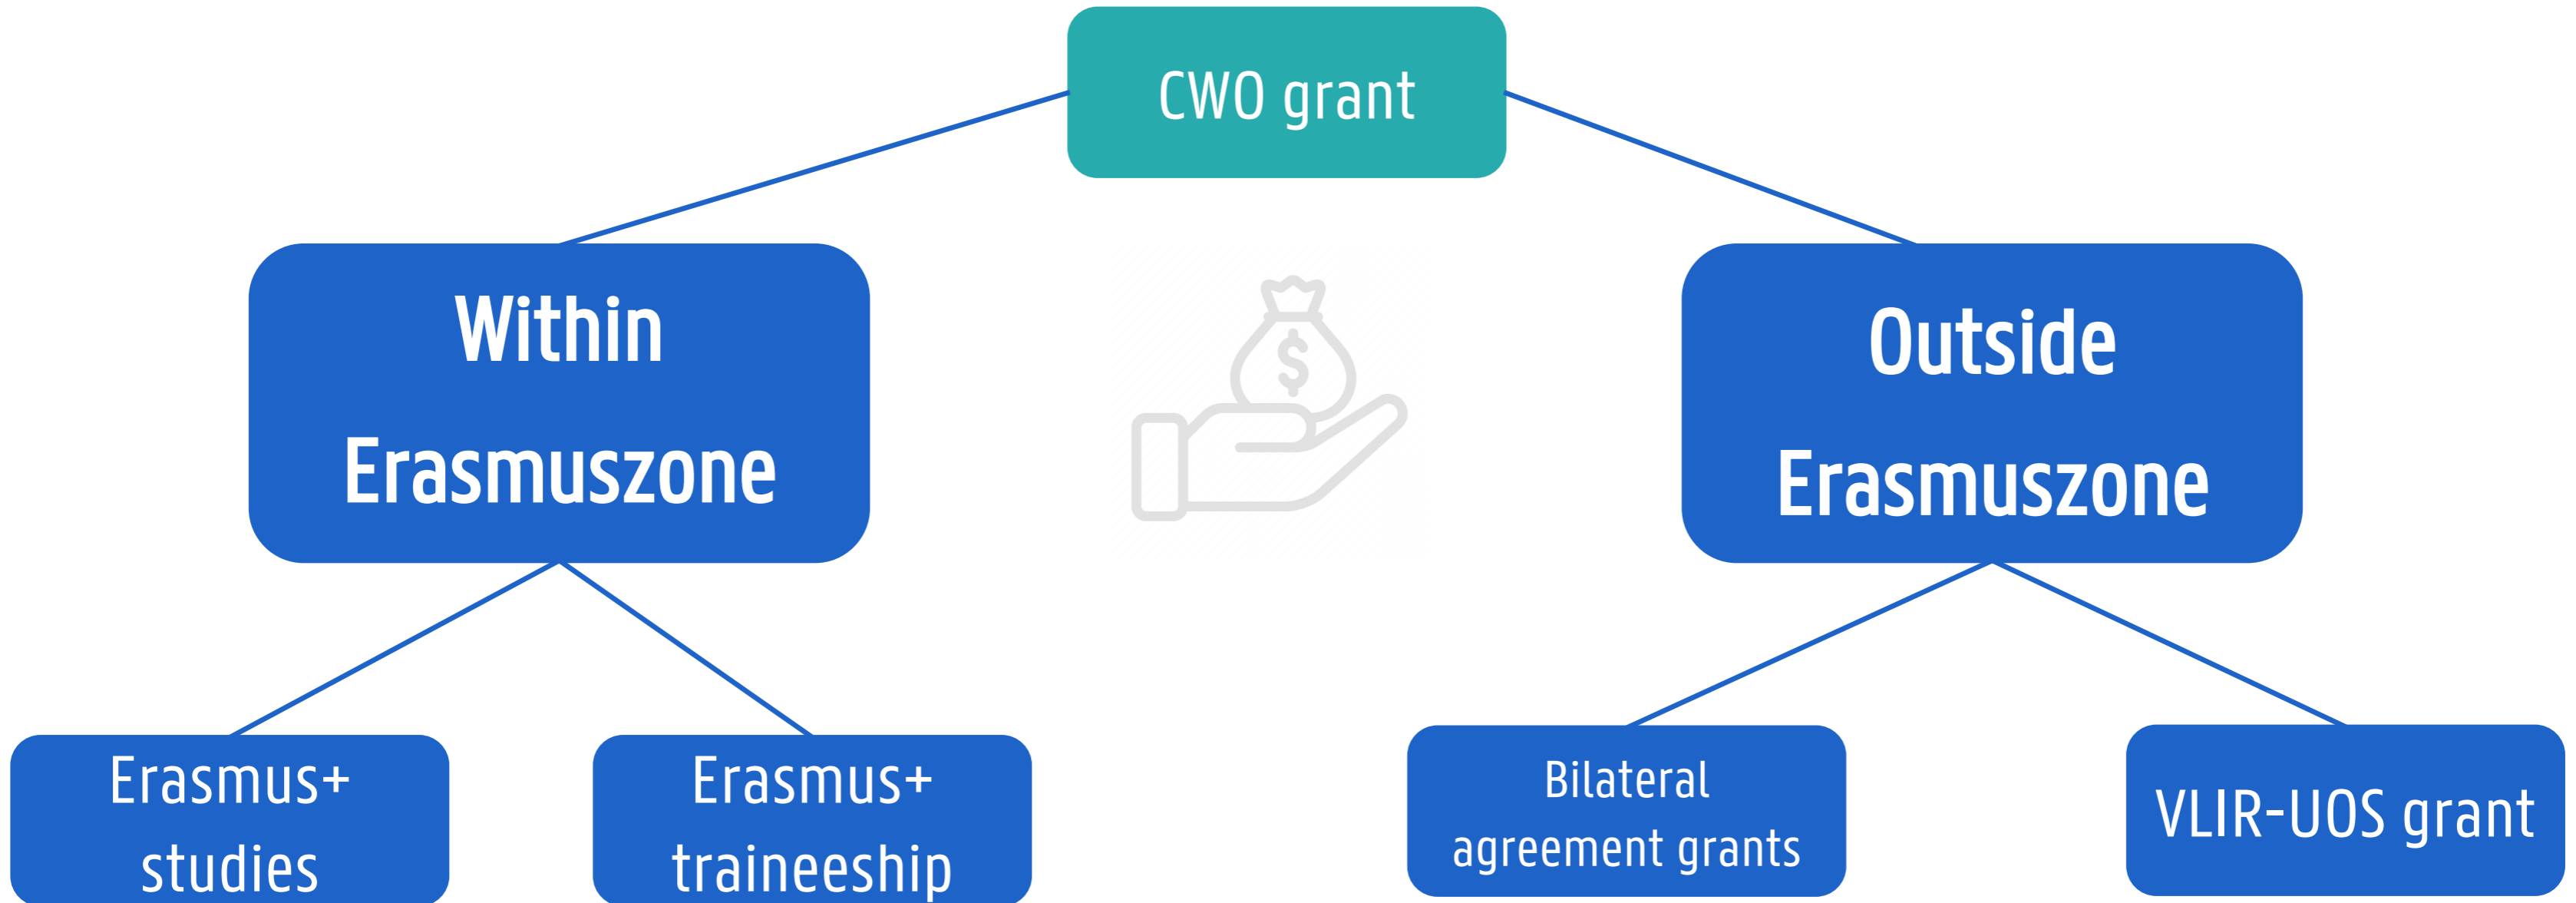 CWO grant
Within
Erasmuszone
Outside
Erasmuszone
Erasmus+
studies
Erasmus+
traineeship
Bilateral
agreement grants
VLIR-UOS grant
$